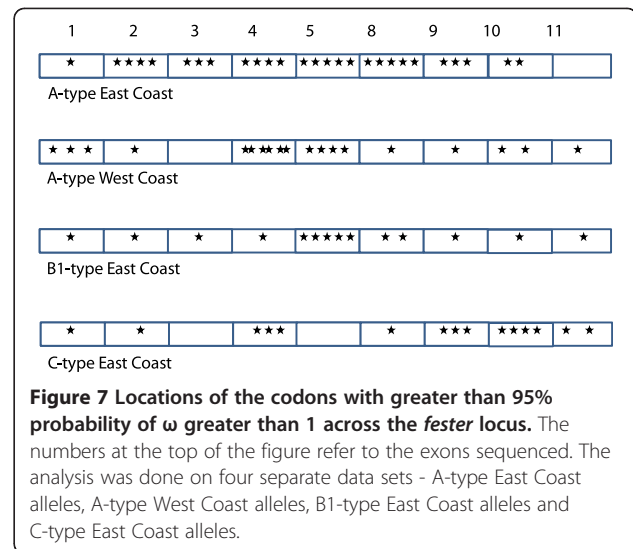 1 2 3 4 5 8 9 10 11
A-type East Coast
A-type West Coast
B1-type East Coast
C-type East Coast
Figure 7 Locations of the codons with greater than 95%
probability of ω greater than 1 across the fester locus. The
numbers at the top of the figure refer to the exons sequenced. The
analysis was done on four separate data sets - A-type East Coast
alleles, A-type West Coast alleles, B1-type East Coast alleles and
C-type East Coast alleles.